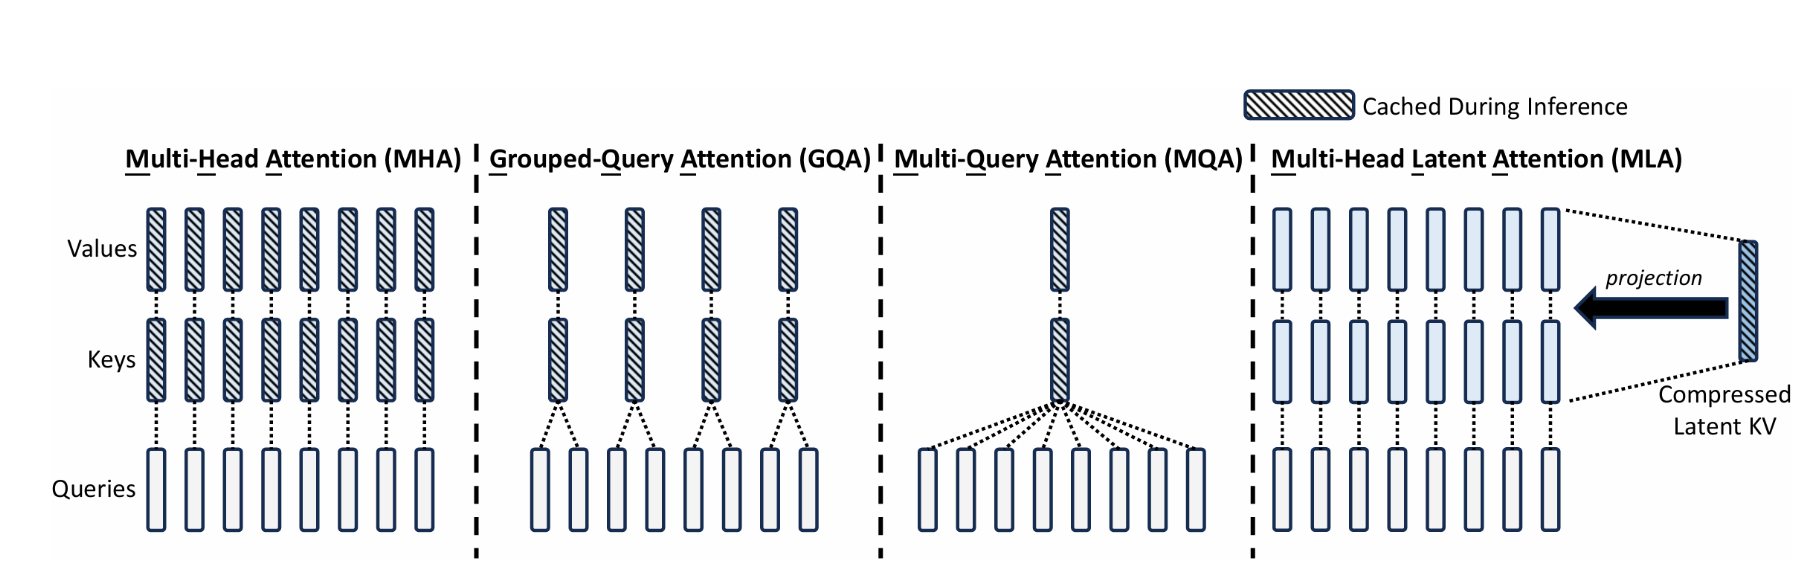 Cached During Inference
Multi-Head Attention (MHA)
Grouped-Query Attention (GQA)
Multi-Query Attention (MQA)
Multi-Head Latent Attention (MLA)
Values
Keys
Queries
projection
Compressed
Latent KV